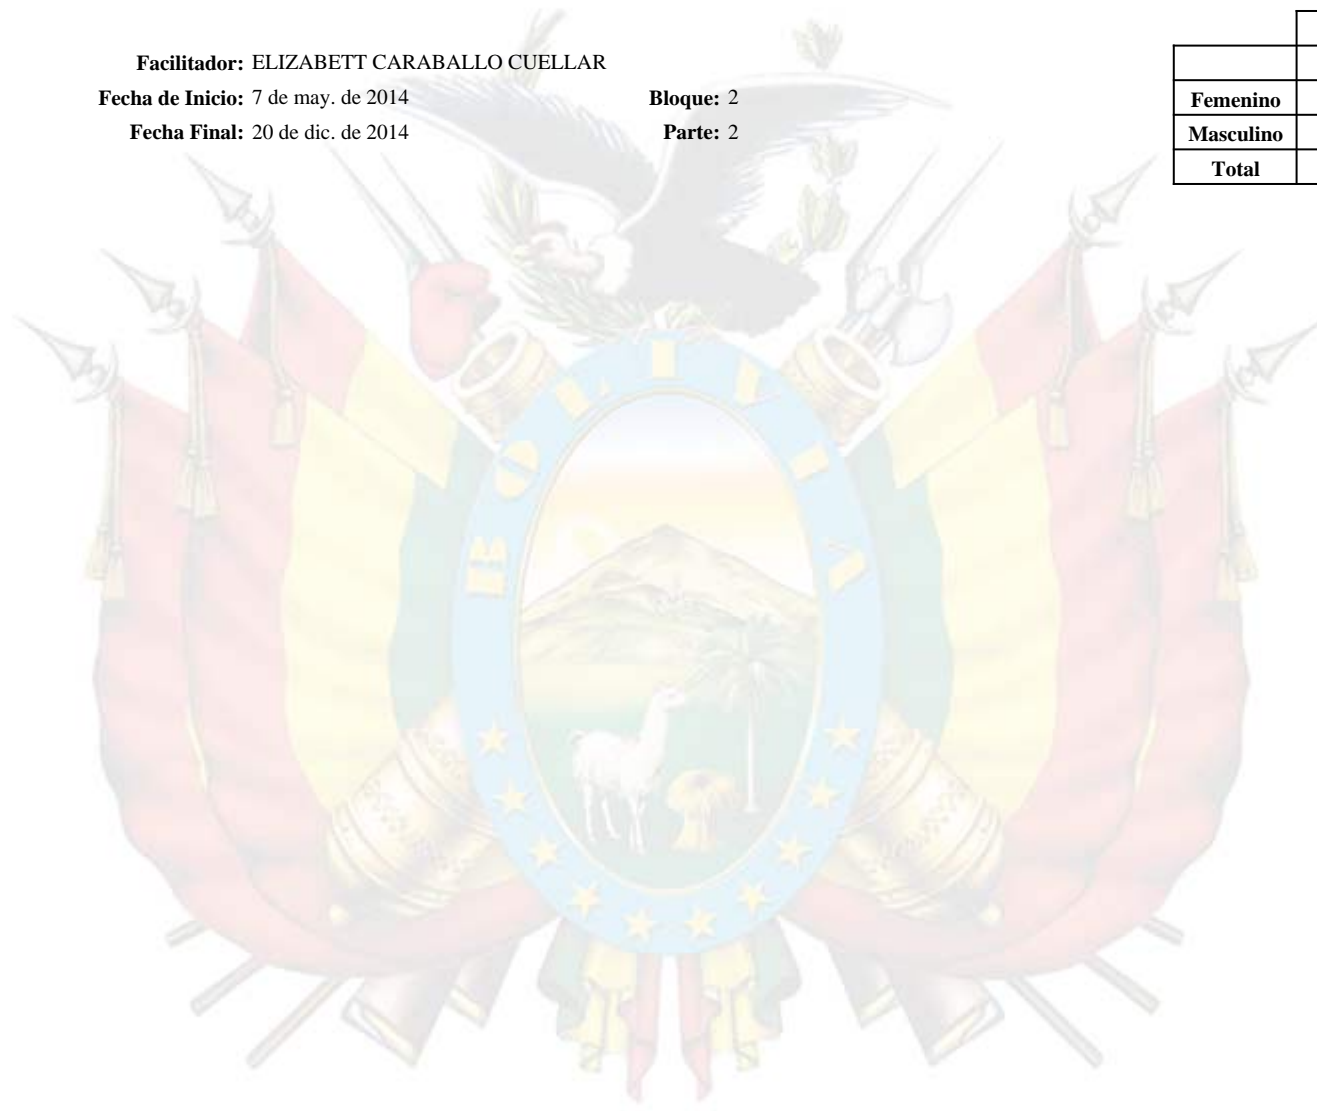 Facilitador: ELIZABETT CARABALLO CUELLAR
Fecha de Inicio: 7 de may. de 2014 Bloque: 2
Fecha Final: 20 de dic. de 2014 Parte: 2
Femenino
Masculino
Total
BOLIVIA